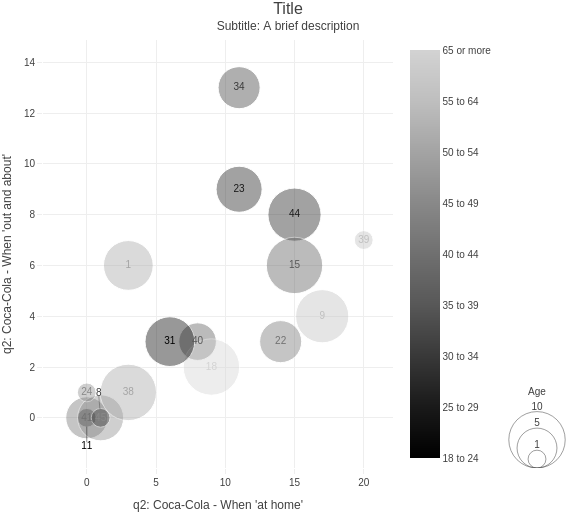 Title
Subtitle: A brief description
14
12
10
8
6
4
2
0
0
5
10
15
20
q2: Coca-Cola - When 'out and about'
q2: Coca-Cola - When 'at home'
34
23
44
39
1
15
9
31
40
22
18
24
8
38
11
65 or more
55 to 64
50 to 54
45 to 49
40 to 44
35 to 39
30 to 34
25 to 29
18 to 24
Age
10
5
1